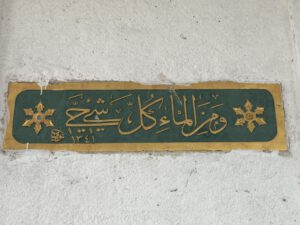 ومن الماء كل شيء حي
١٣٤١